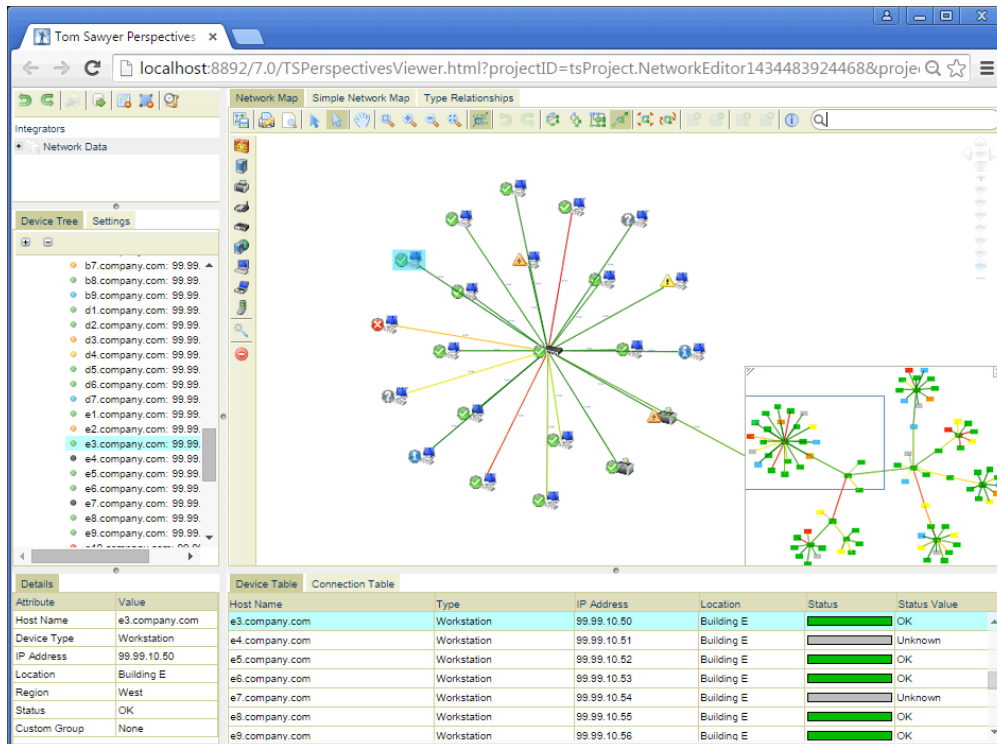 Tom Sawyer Perspectives
localhost:8892/7.0/TSPerspectivesViewer.html?projectID=tsProject.NetworkEditor1434483924468&proje
Integrators
Network Data
Device Tree Settings
b7.company.com: 99.99.
b8.company.com: 99.99.
b9.company.com: 99.99.
d1.company.com: 99.99.
d2.company.com: 99.99.
d3.company.com: 99.99.
d4.company.com: 99.99.
d5.company.com: 99.99.
d6.company.com: 99.99.
d7.company.com: 99.99.
e1.company.com: 99.99.
e2.company.com: 99.99.
e3.company.com: 99.99.
e4.company.com: 99.99.
e5.company.com: 99.99.
e6.company.com: 99.99.
e7.company.com: 99.99.
e8.company.com: 99.99.
e9.company.com: 99.99.
Network Map Simple Network Map Type Relationships
Details
Attribute Value
Host Name e3.company.com
Device Type Workstation
IP Address 99.99.10.50
Location Building E
Region West
Status OK
Custom Group None
Device Table Connection Table
Host Name Type IP Address Location Status Status Value
e3.company.com Workstation 99.99.10.50 Building E OK
e4.company.com Workstation 99.99.10.51 Building E Unknown
e5.company.com Workstation 99.99.10.52 Building E OK
e6.company.com Workstation 99.99.10.53 Building E OK
e7.company.com Workstation 99.99.10.54 Building E Unknown
e8.company.com Workstation 99.99.10.55 Building E OK
e9.company.com Workstation 99.99.10.56 Building E OK